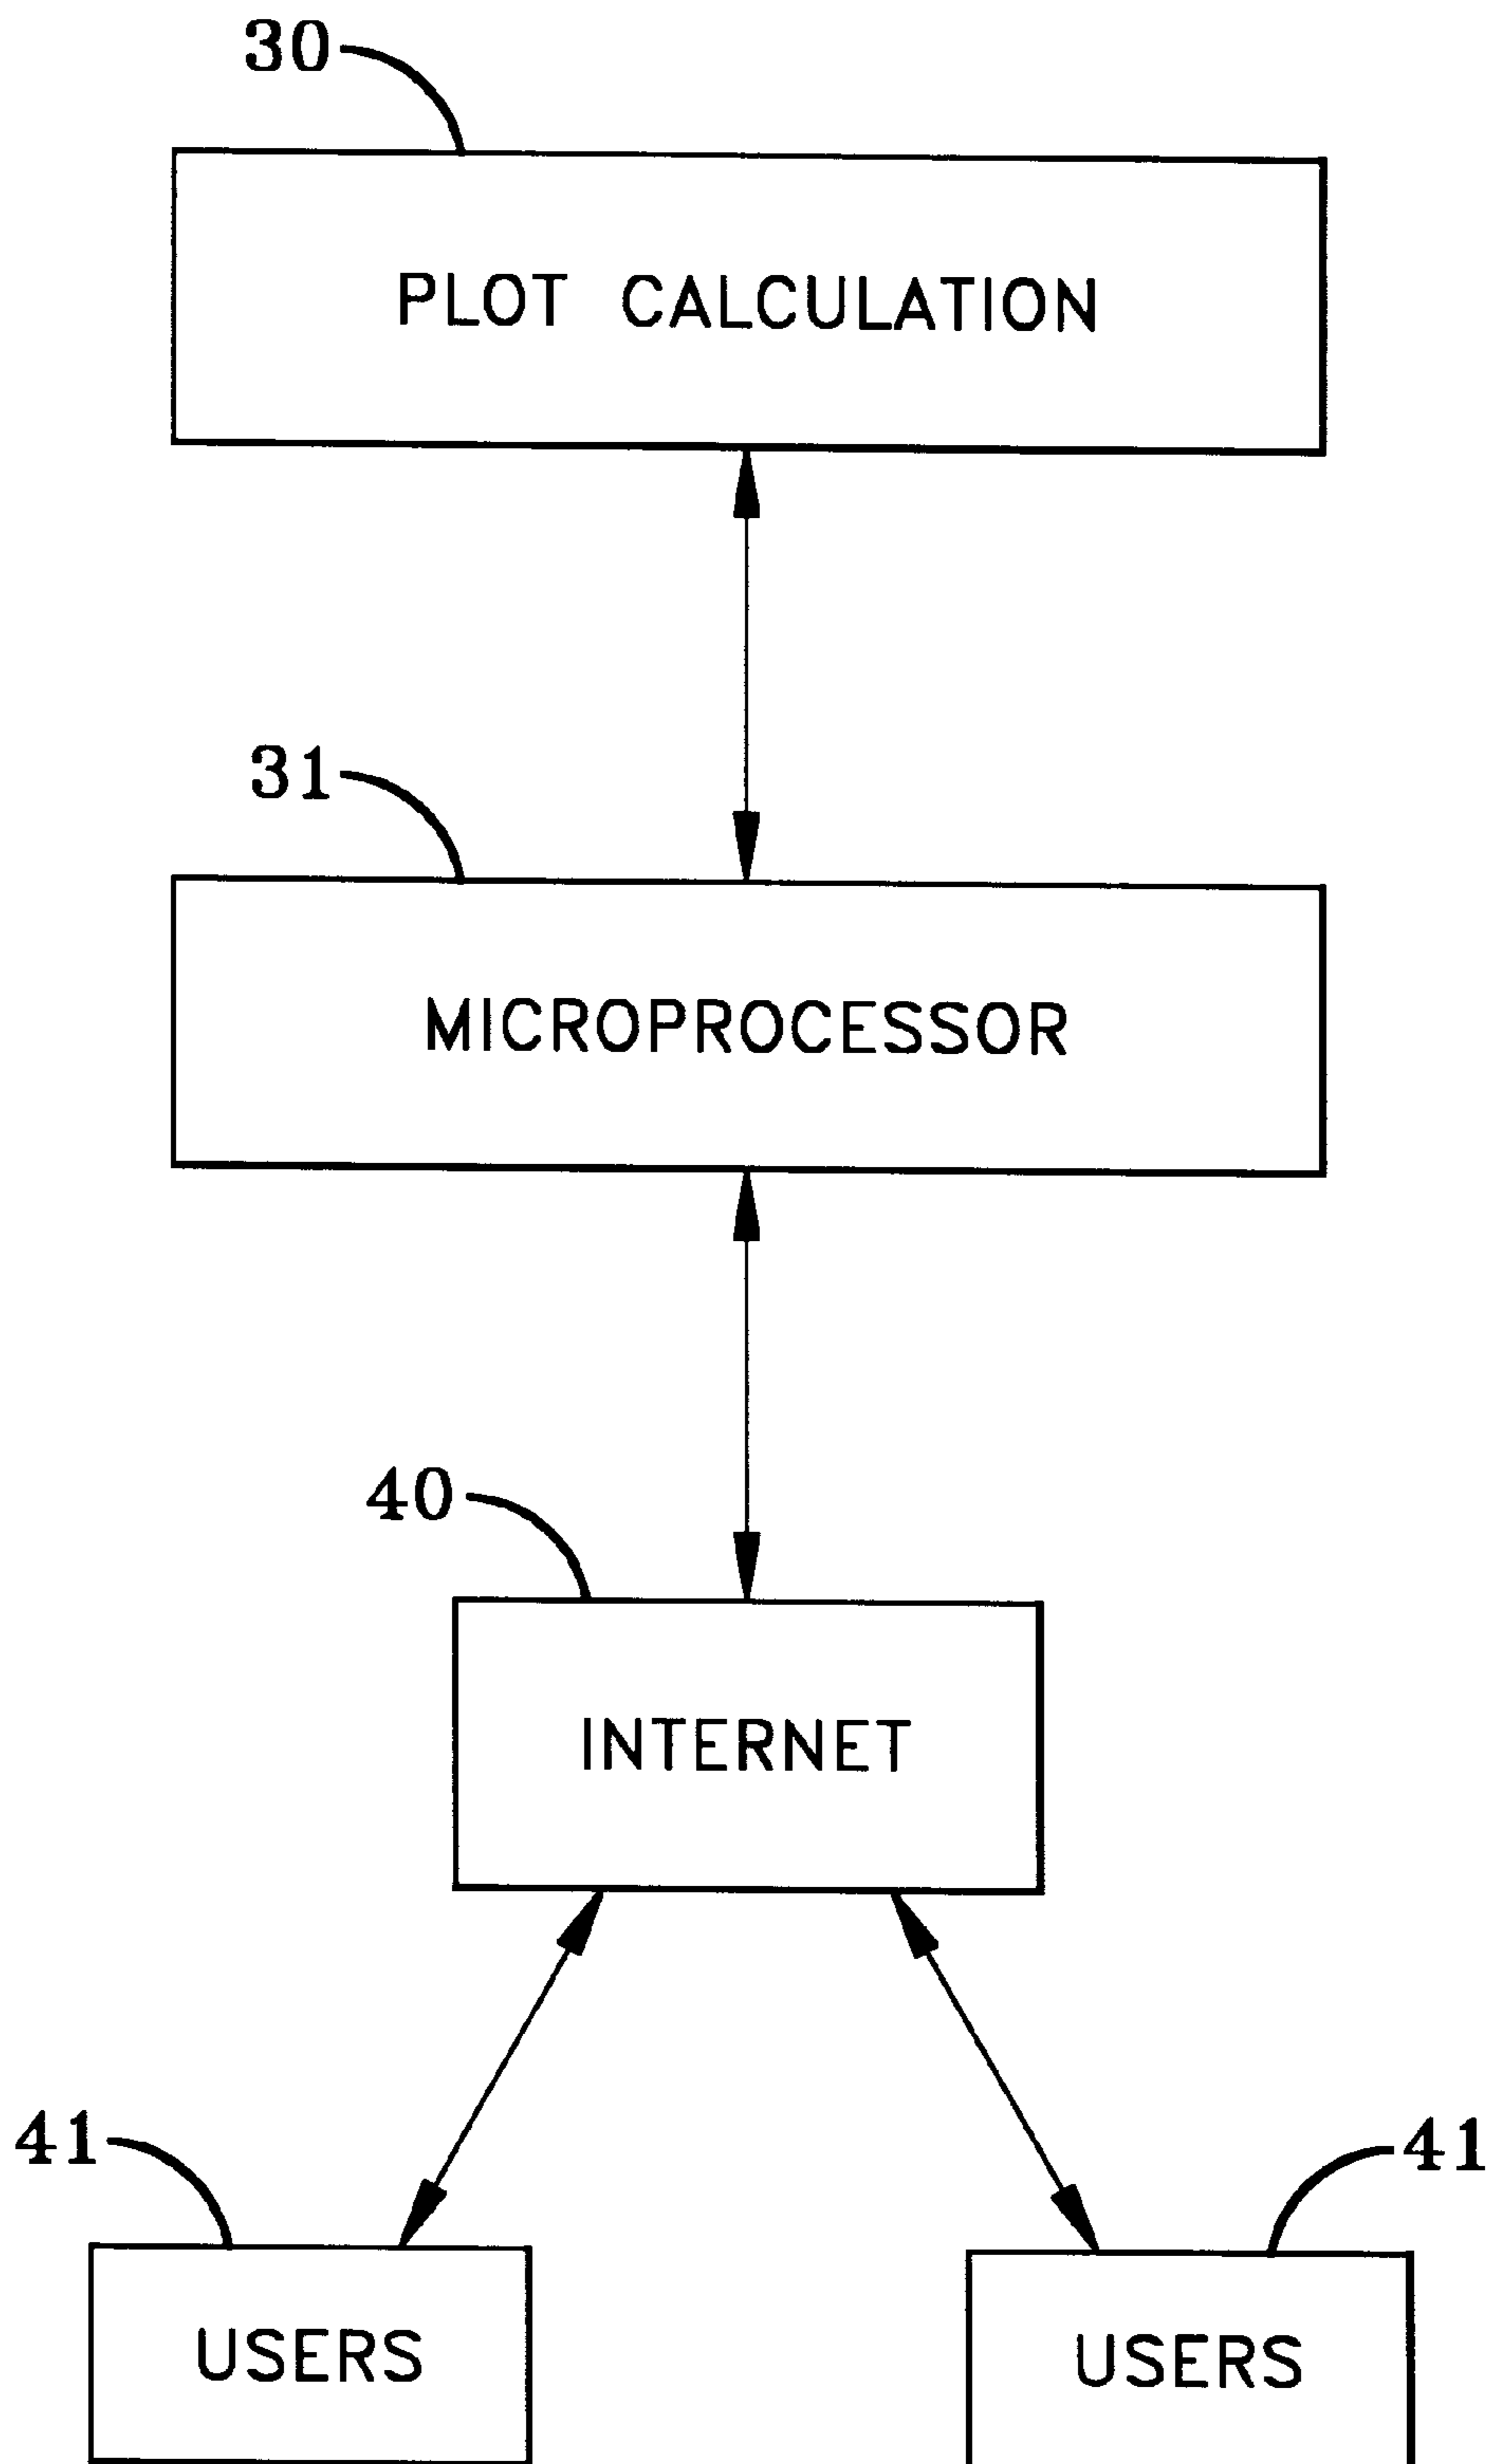 30
PLOT CALCULATION
31
MICROPROCESSOR
40
INTERNET
41
41
USERS
USERS